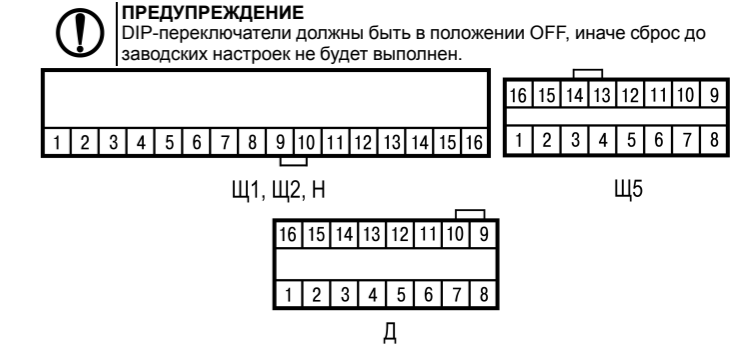 ПРЕДУПРЕЖДЕНИЕ
DIP-переключатели должны быть в положении OFF, иначе сброс до
заводских настроек не будет выполнен.
1 2 3 4 5 6 7 8 9 10 11 12 13 14 15 16
Щ1, Щ2, Н
16 15 14 13 12 11 10 9
1 2 3 4 5 6 7 8
Щ5
16 15 14 13 12 11 10 9
1 2 3 4 5 6 7 8
Д